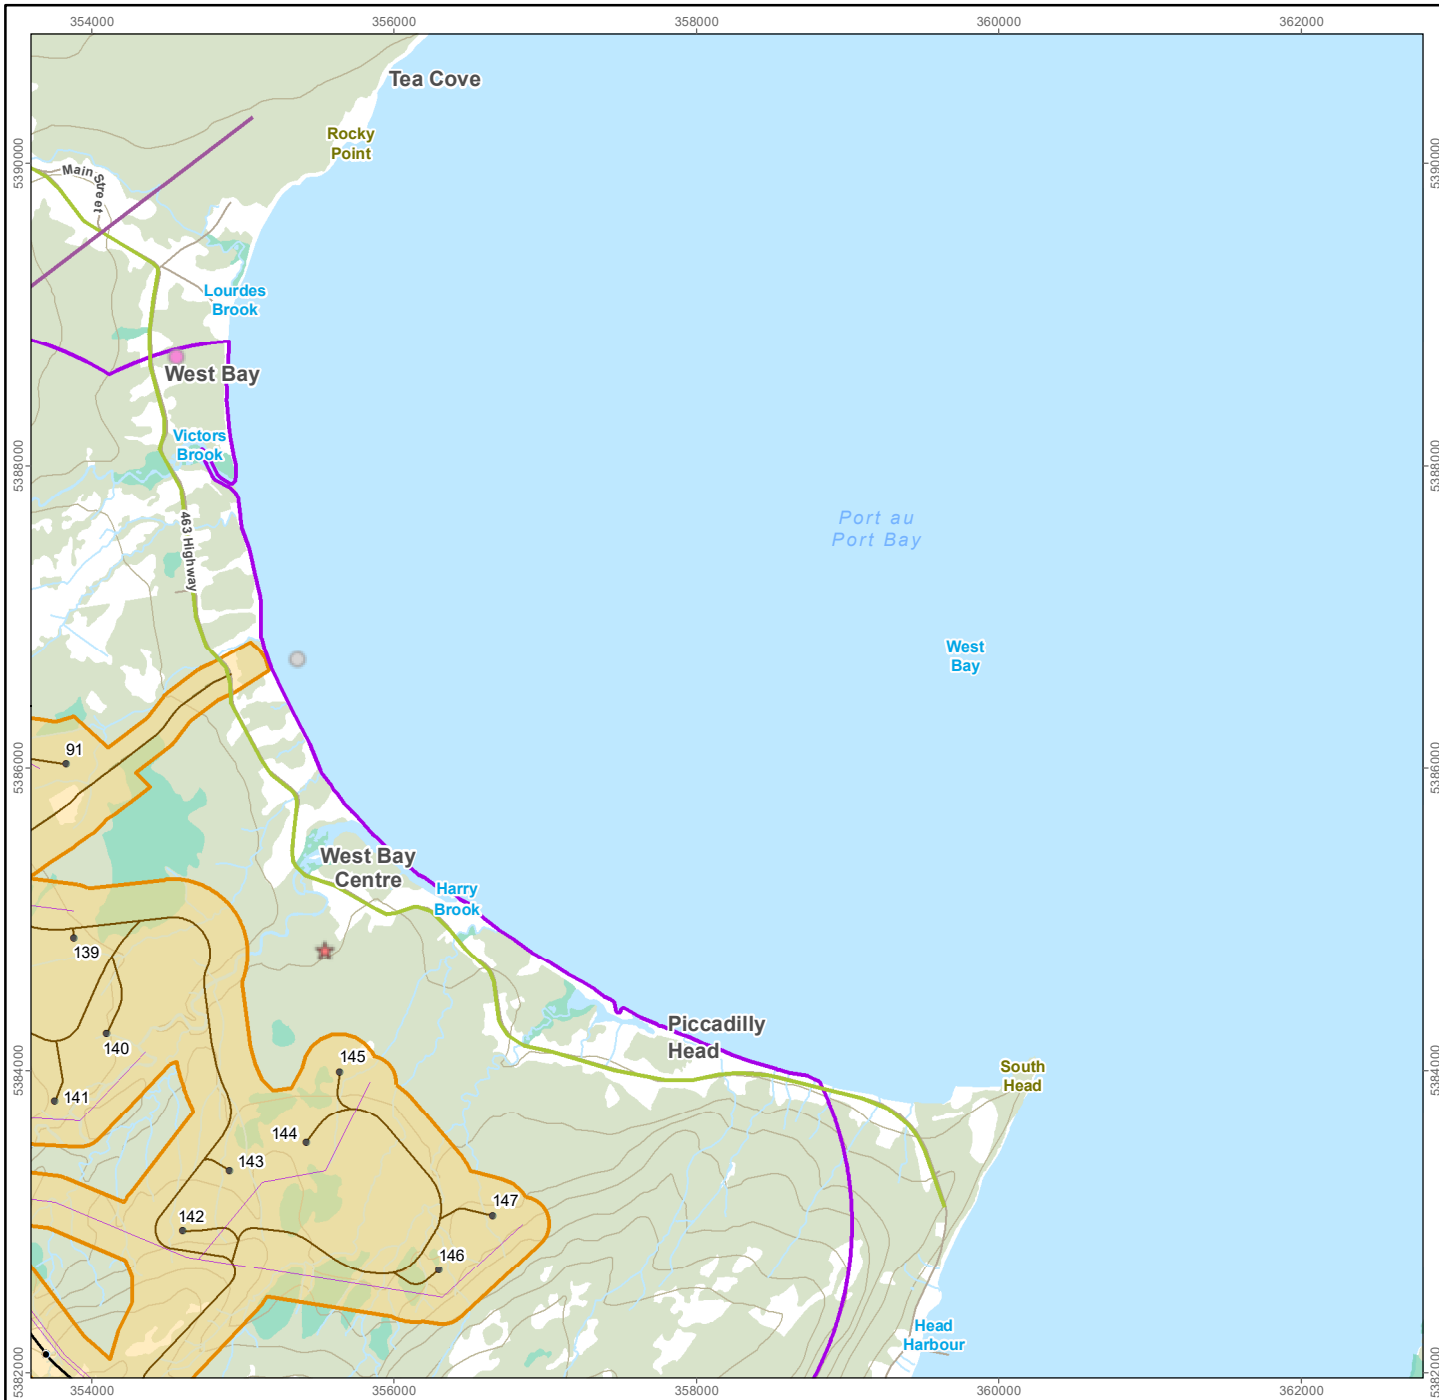 354000
356000
358000
360000
362000
Tea Cove
Rocky
Point
5390000
5390000
Main Street
Lourdes
Brook
West Bay
Victors
Brook
5388000
5388000
463 Highway
Port au
Port Bay
West
Bay
91
5386000
5386000
West Bay
Centre
Harry
Brook
139
140
Piccadilly
Head
145
141
South
Head
5384000
5384000
144
143
142
147
146
Head
Harbour
5382000
5382000
354000
356000
358000
360000
362000